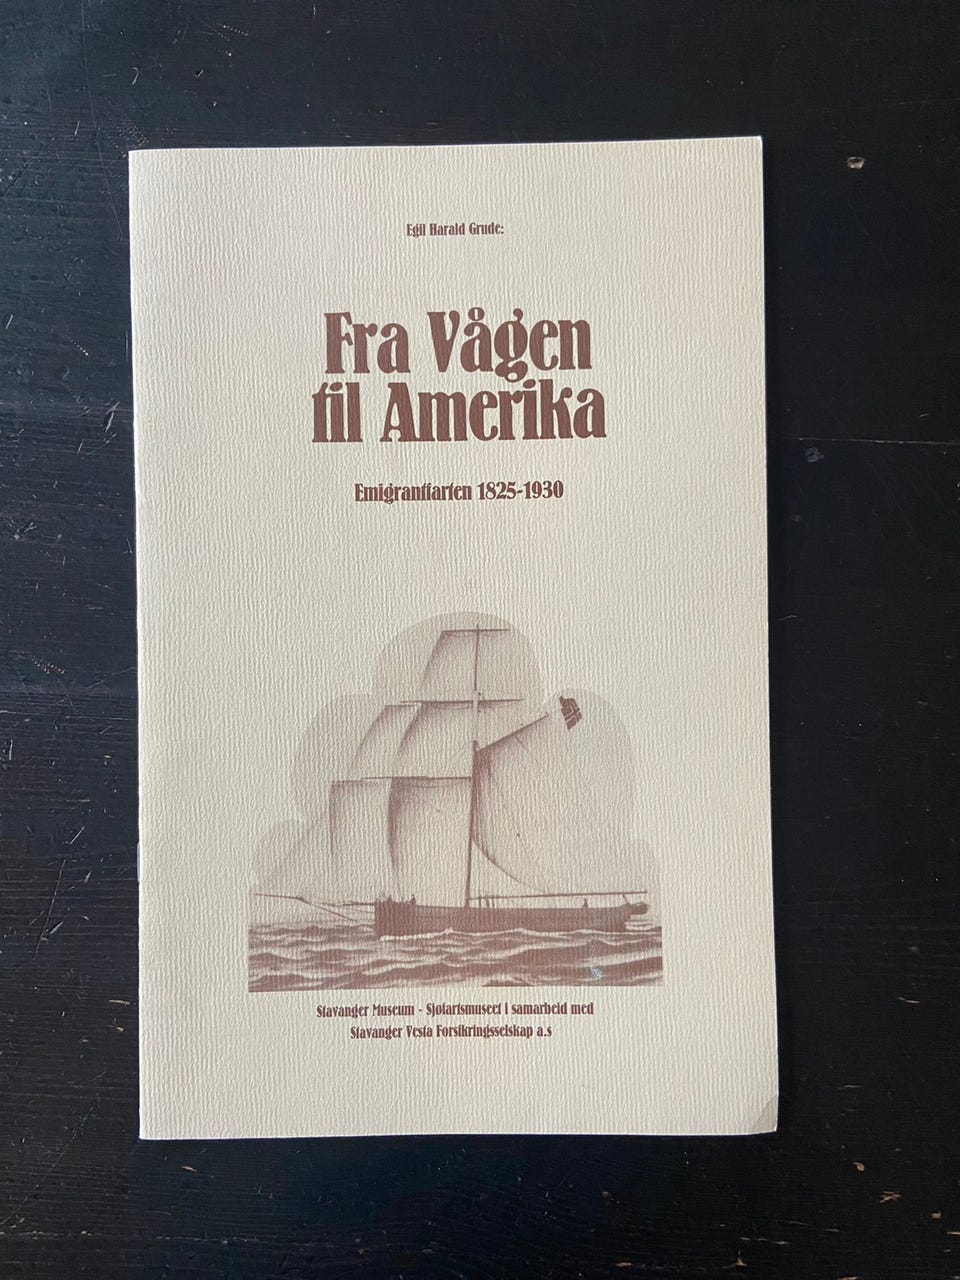 Egil Harald Grude:
Fra Vågen
til Amerika
Emigrantfarten 1825-1930
Stavanger Museum - Sjøfartsmuseet i samarbeid med
Stavanger Vesta Forsikringsselskap a.s